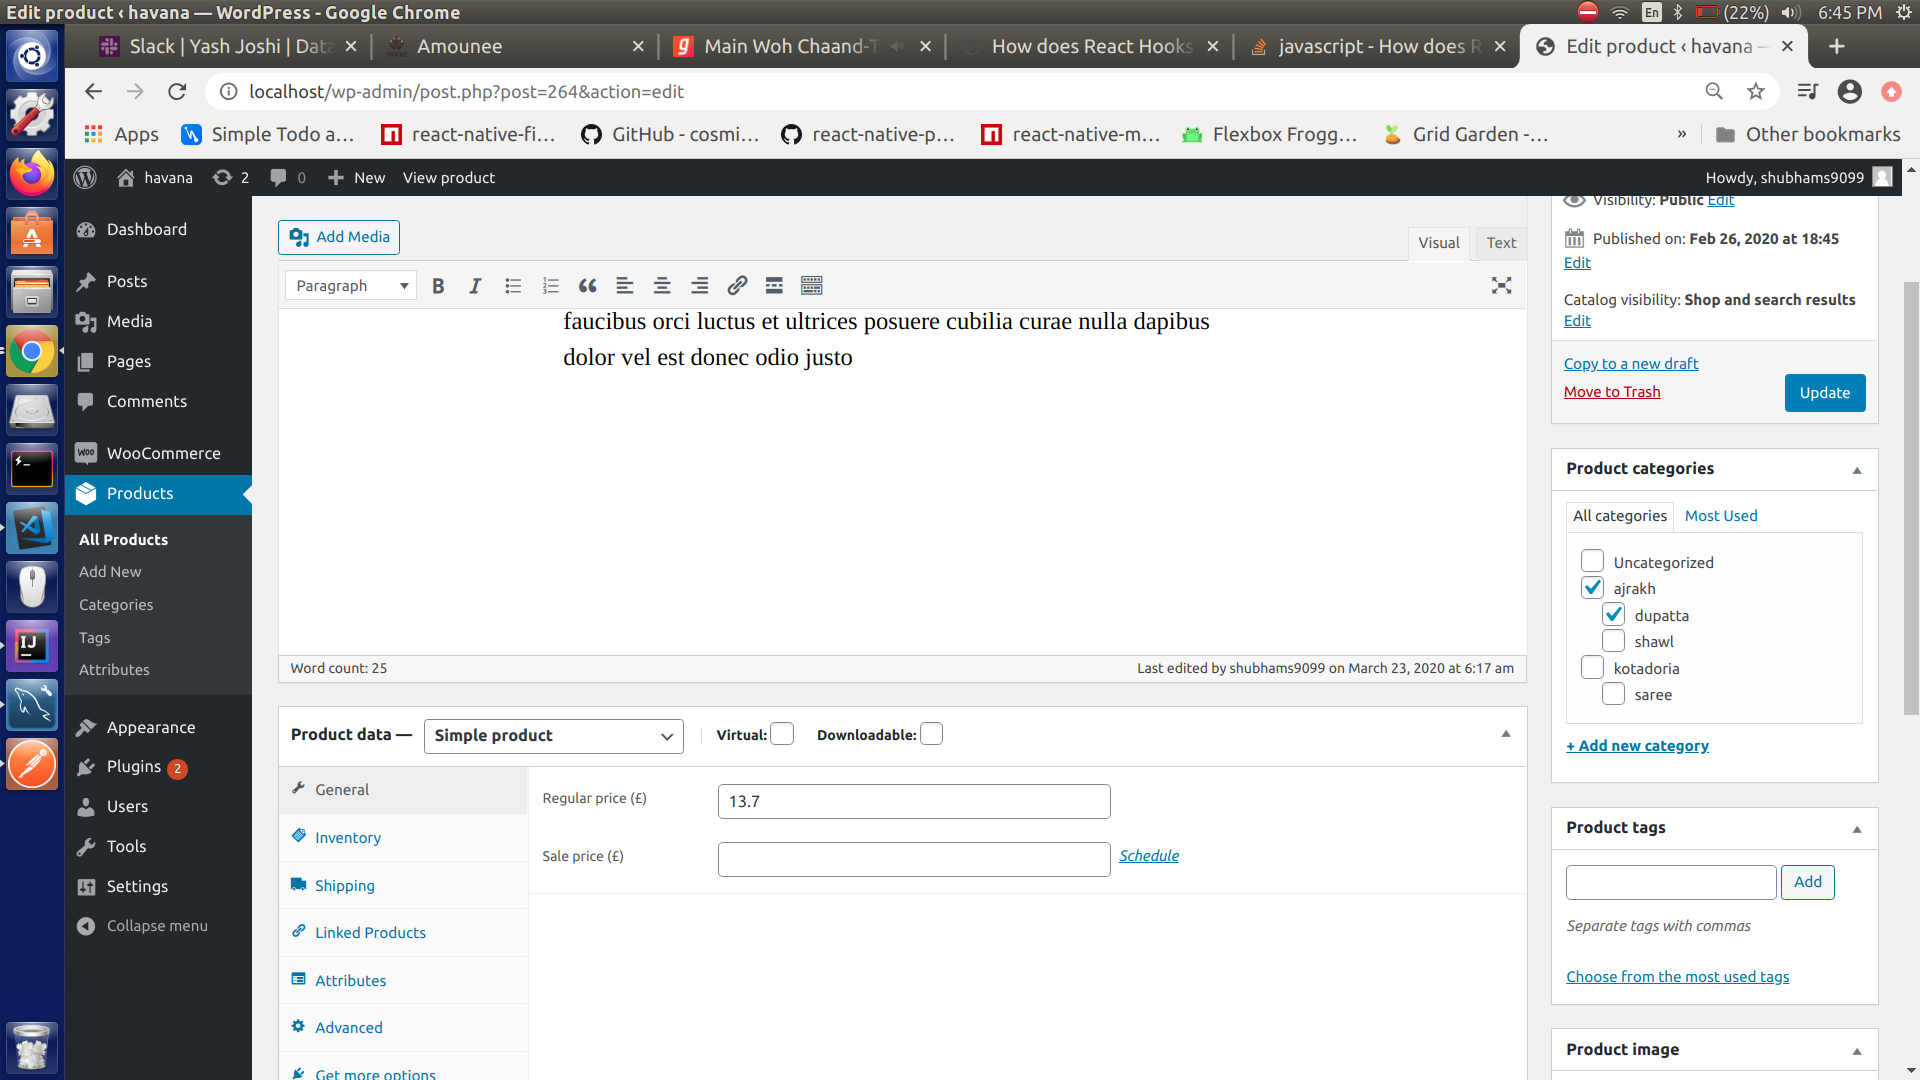 Edit product ‹ havana — WordPress - Google Chrome
En
(22%)
6:45 PM
Slack | Yash Joshi | Dat
Amounee
Main Woh Chaand-T
How does React Hooks
javascript - How does R
Edit product ‹ havana —
localhost/wp-admin/post.php?post=264&action=edit
Apps
Simple Todo a...
react-native-fi...
GitHub - cosmi...
react-native-p...
react-native-m...
Flexbox Frogg...
Grid Garden -...
»
Other bookmarks
havana
2
0
New
View product
Howdy, shubhams9099
Dashboard
Posts
Media
Pages
Comments
WooCommerce
Products
All Products
Add New
Categories
Tags
Attributes
Appearance
Plugins 2
Users
Tools
Settings
Collapse menu
Add Media
Visual
Text
Paragraph
faucibus orci luctus et ultrices posuere cubilia curae nulla dapibus
dolor vel est donec odio justo
Word count: 25
Last edited by shubhams9099 on March 23, 2020 at 6:17 am
Product data —
Simple product
Virtual:
Downloadable:
General
Inventory
Shipping
Linked Products
Attributes
Advanced
Get more options
Regular price (£)
13.7
Sale price (£)
Schedule
Visibility: Public Edit
Published on: Feb 26, 2020 at 18:45
Edit
Catalog visibility: Shop and search results
Edit
Copy to a new draft
Move to Trash
Update
Product categories
All categories
Most Used
Uncategorized
ajrakh
dupatta
shawl
kotadoria
saree
+ Add new category
Product tags
Add
Separate tags with commas
Choose from the most used tags
Product image